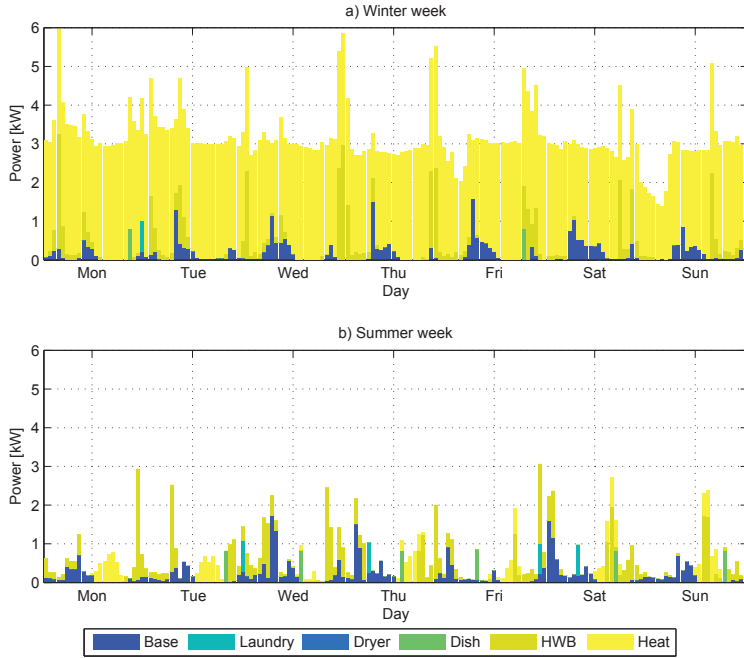 a) Winter week
6
5
4
3
2
1
0
Power [kW]
Mon Tue Wed Thu Fri Sat Sun
Day
b) Summer week
6
5
4
3
2
1
0
Power [kW]
Mon Tue Wed Thu Fri Sat Sun
Day
Base Laundry Dryer Dish HWB Heat